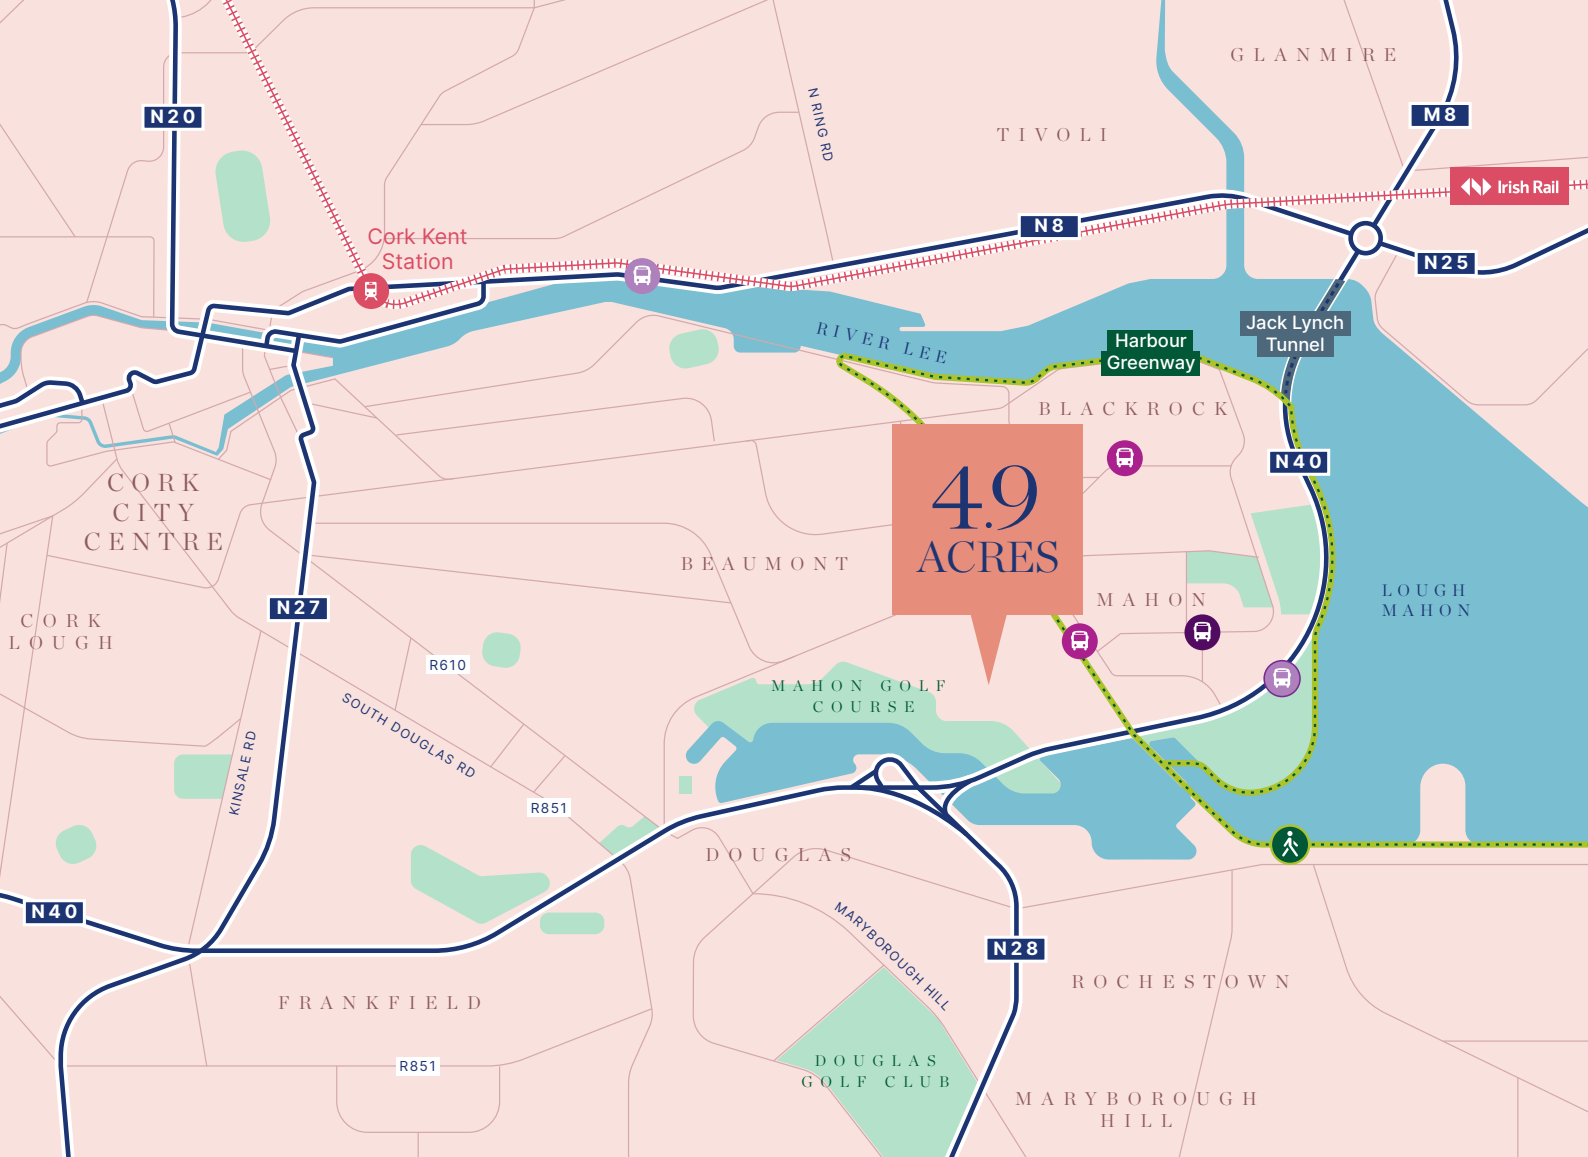 GLANMIRE
N20
N RING RD
M8
TIVOLI
Irish Rail
N8
Cork Kent
Station
N25
RIVER LEE
Jack Lynch
Tunnel
Harbour
Greenway
BLACKROCK
N40
CORK
CITY
CENTRE
4.9
ACRES
BEAUMONT
MAHON
LOUGH
MAHON
N27
CORK
LOUGH
R610
SOUTH DOUGLAS RD
MAHON GOLF
COURSE
KINSALE RD
R851
DOUGLAS
N40
MARYBOROUGH HILL
N28
ROCHESTOWN
FRANKFIELD
R851
DOUGLAS
GOLF CLUB
MARYBOROUGH
HILL